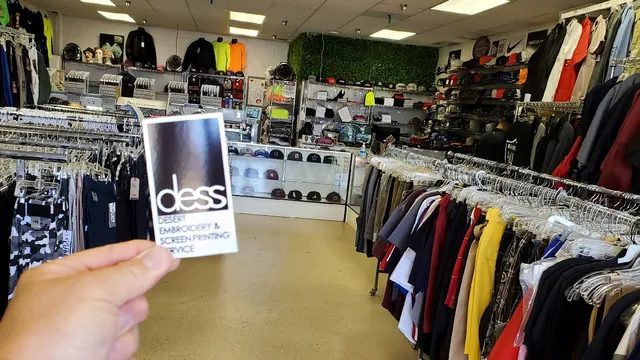 dess
DESERT
EMBROIDERY &
SCREEN PRINTING
SERVICE